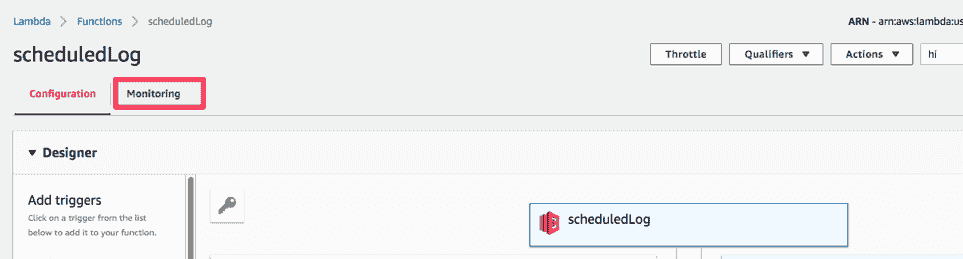 Lambda > Functions > scheduledLog
ARN - arn:aws:lambda:us
scheduledLog
Throttle
Qualifiers
Actions
hi
Configuration
Monitoring
Designer
Add triggers
Click on a trigger from the list
below to add it to your function.
scheduledLog